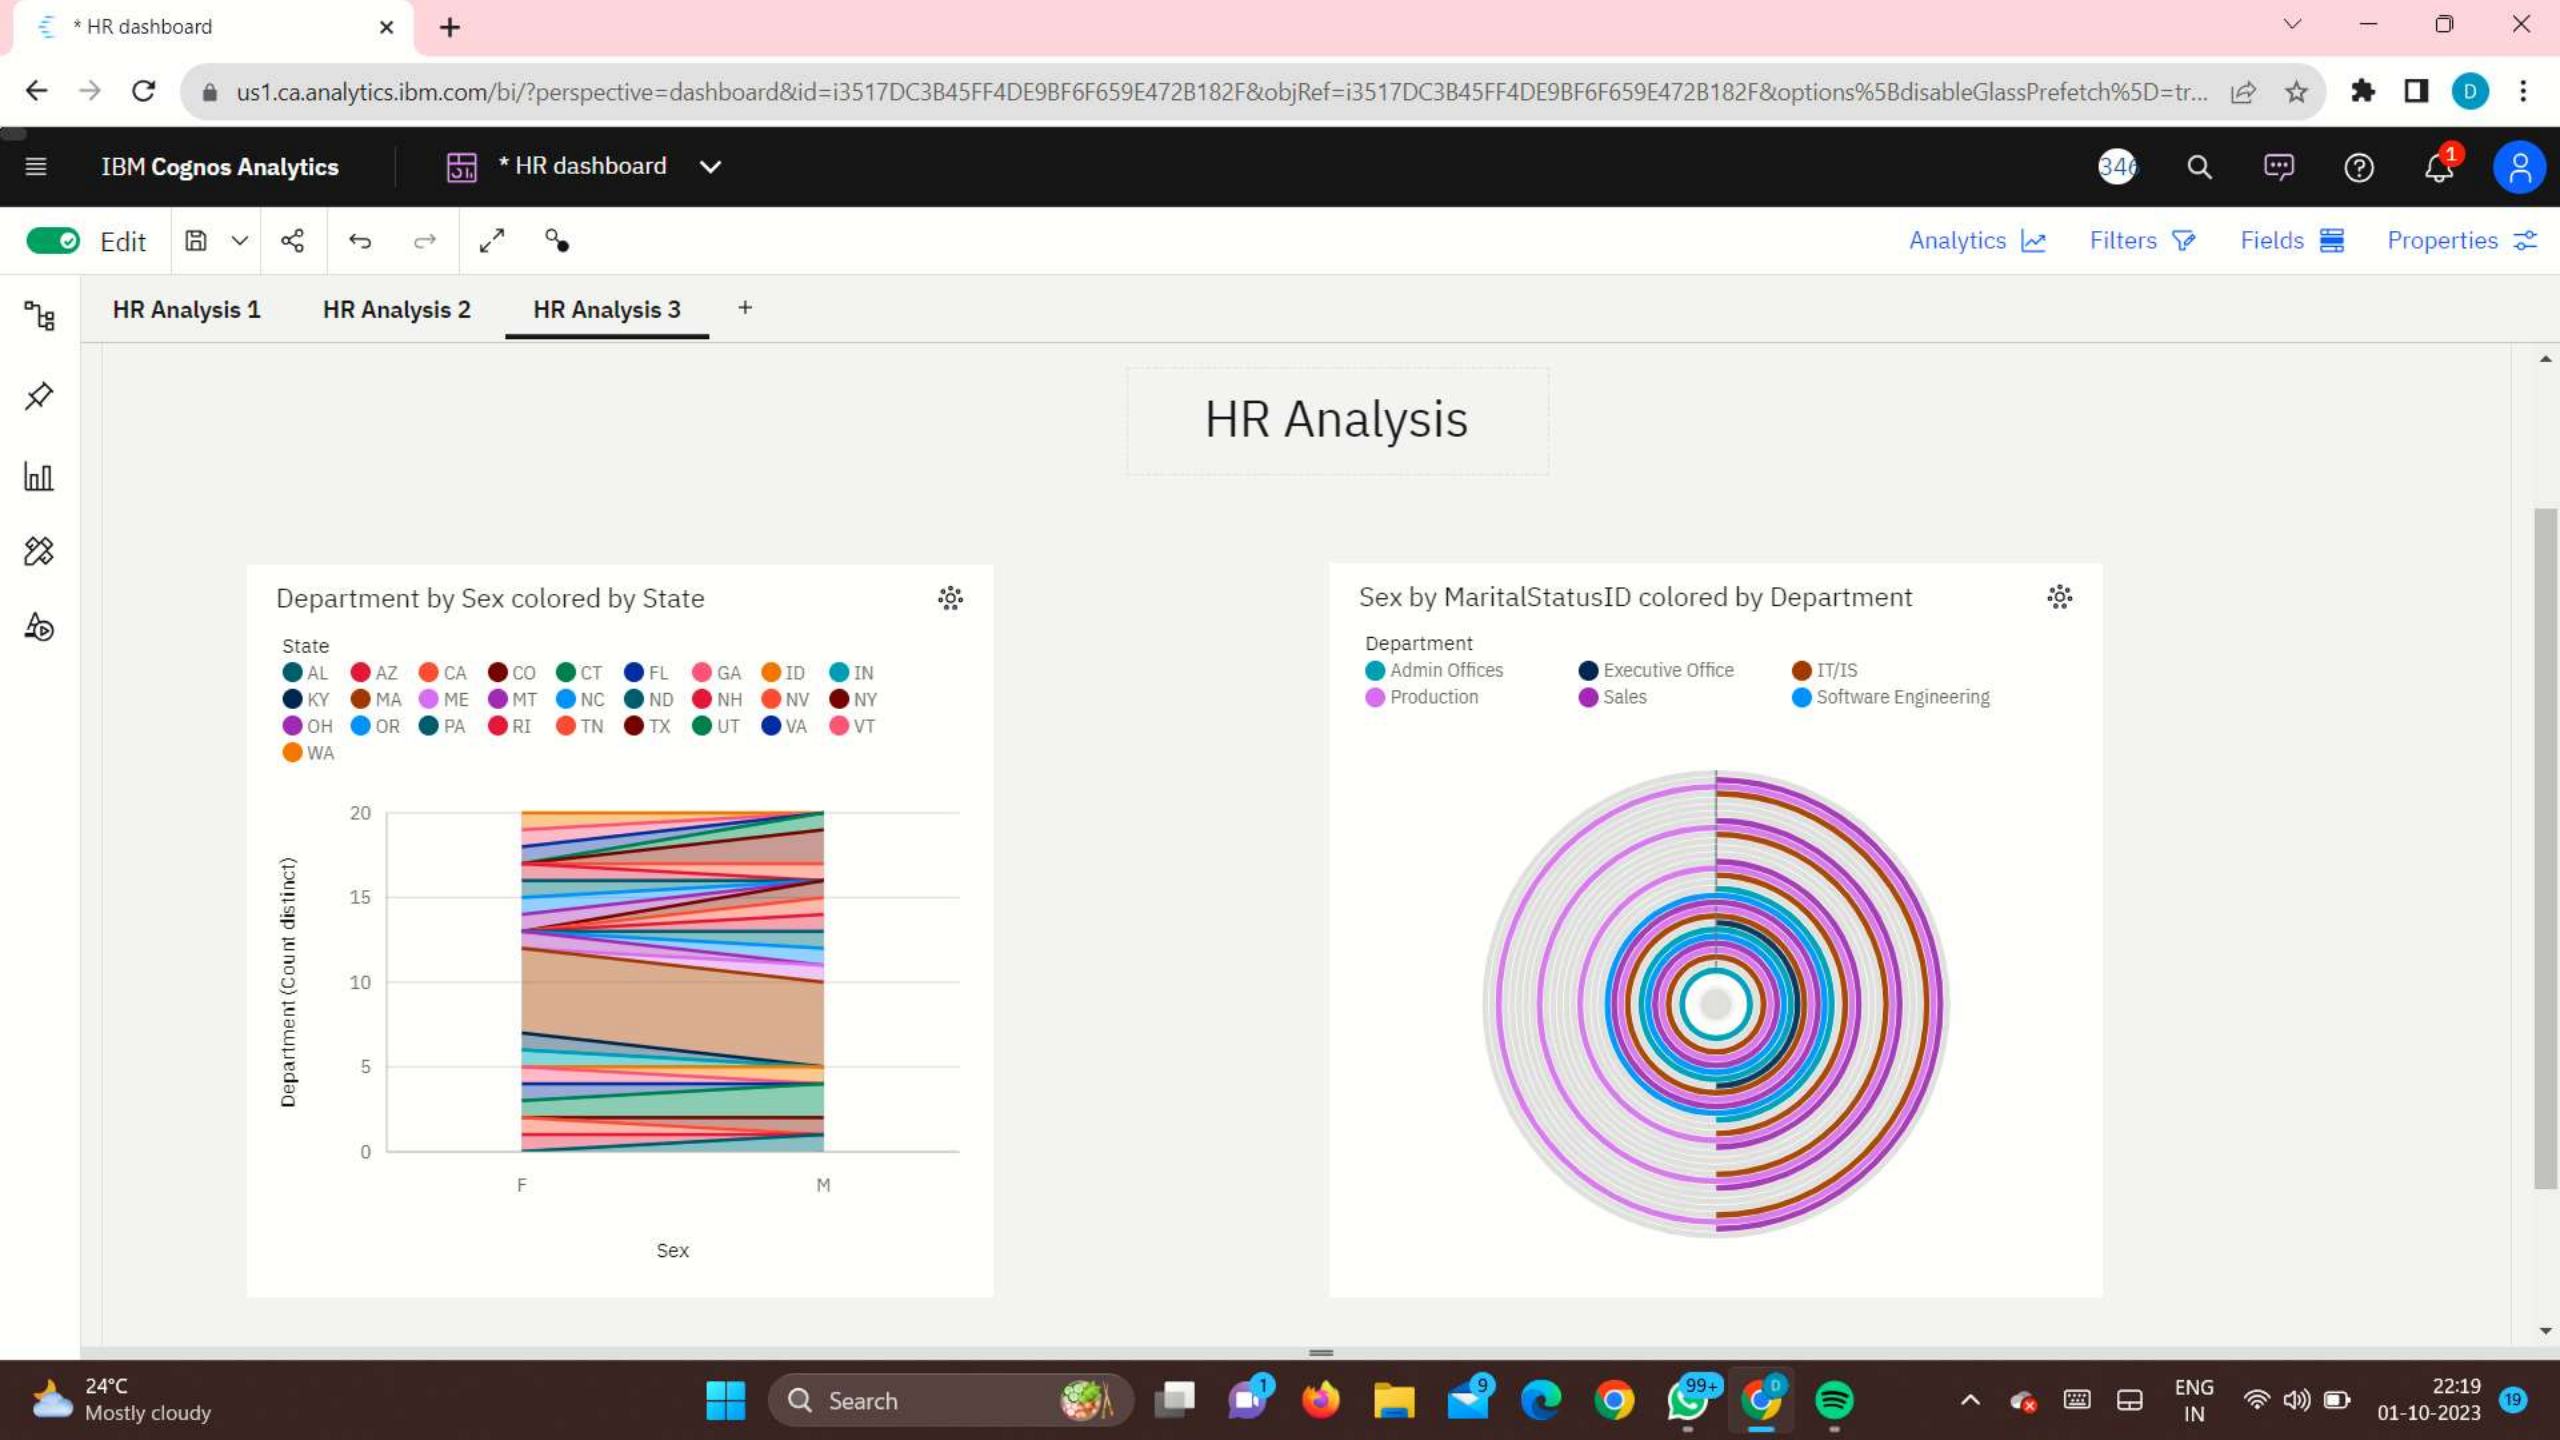 * HR dashboard
us1.ca.analytics.ibm.com/bi/?perspective=dashboard&id=i3517DC3B45FF4DE9BF6F659E472B182F&objRef=i3517DC3B45FF4DE9BF6F659E472B182F&options%5BdisableGlassPrefetch%5D=tr...
D
IBM Cognos Analytics
* HR dashboard
346
1
Edit
Analytics
Filters
Fields
Properties
HR Analysis 1
HR Analysis 2
HR Analysis 3
HR Analysis
Department by Sex colored by State
State
AL AZ CA CO CT FL GA ID IN
KY MA ME MT NC ND NH NV NY
OH OR PA RI TN TX UT VA VT
WA
20
15
10
5
0
Department (Count distinct)
F M
Sex
Sex by MaritalStatusID colored by Department
Department
Admin Offices Executive Office IT/IS
Production Sales Software Engineering
24°C
Mostly cloudy
Search
1
9
99+
D
ENG
IN
22:19
01-10-2023
19